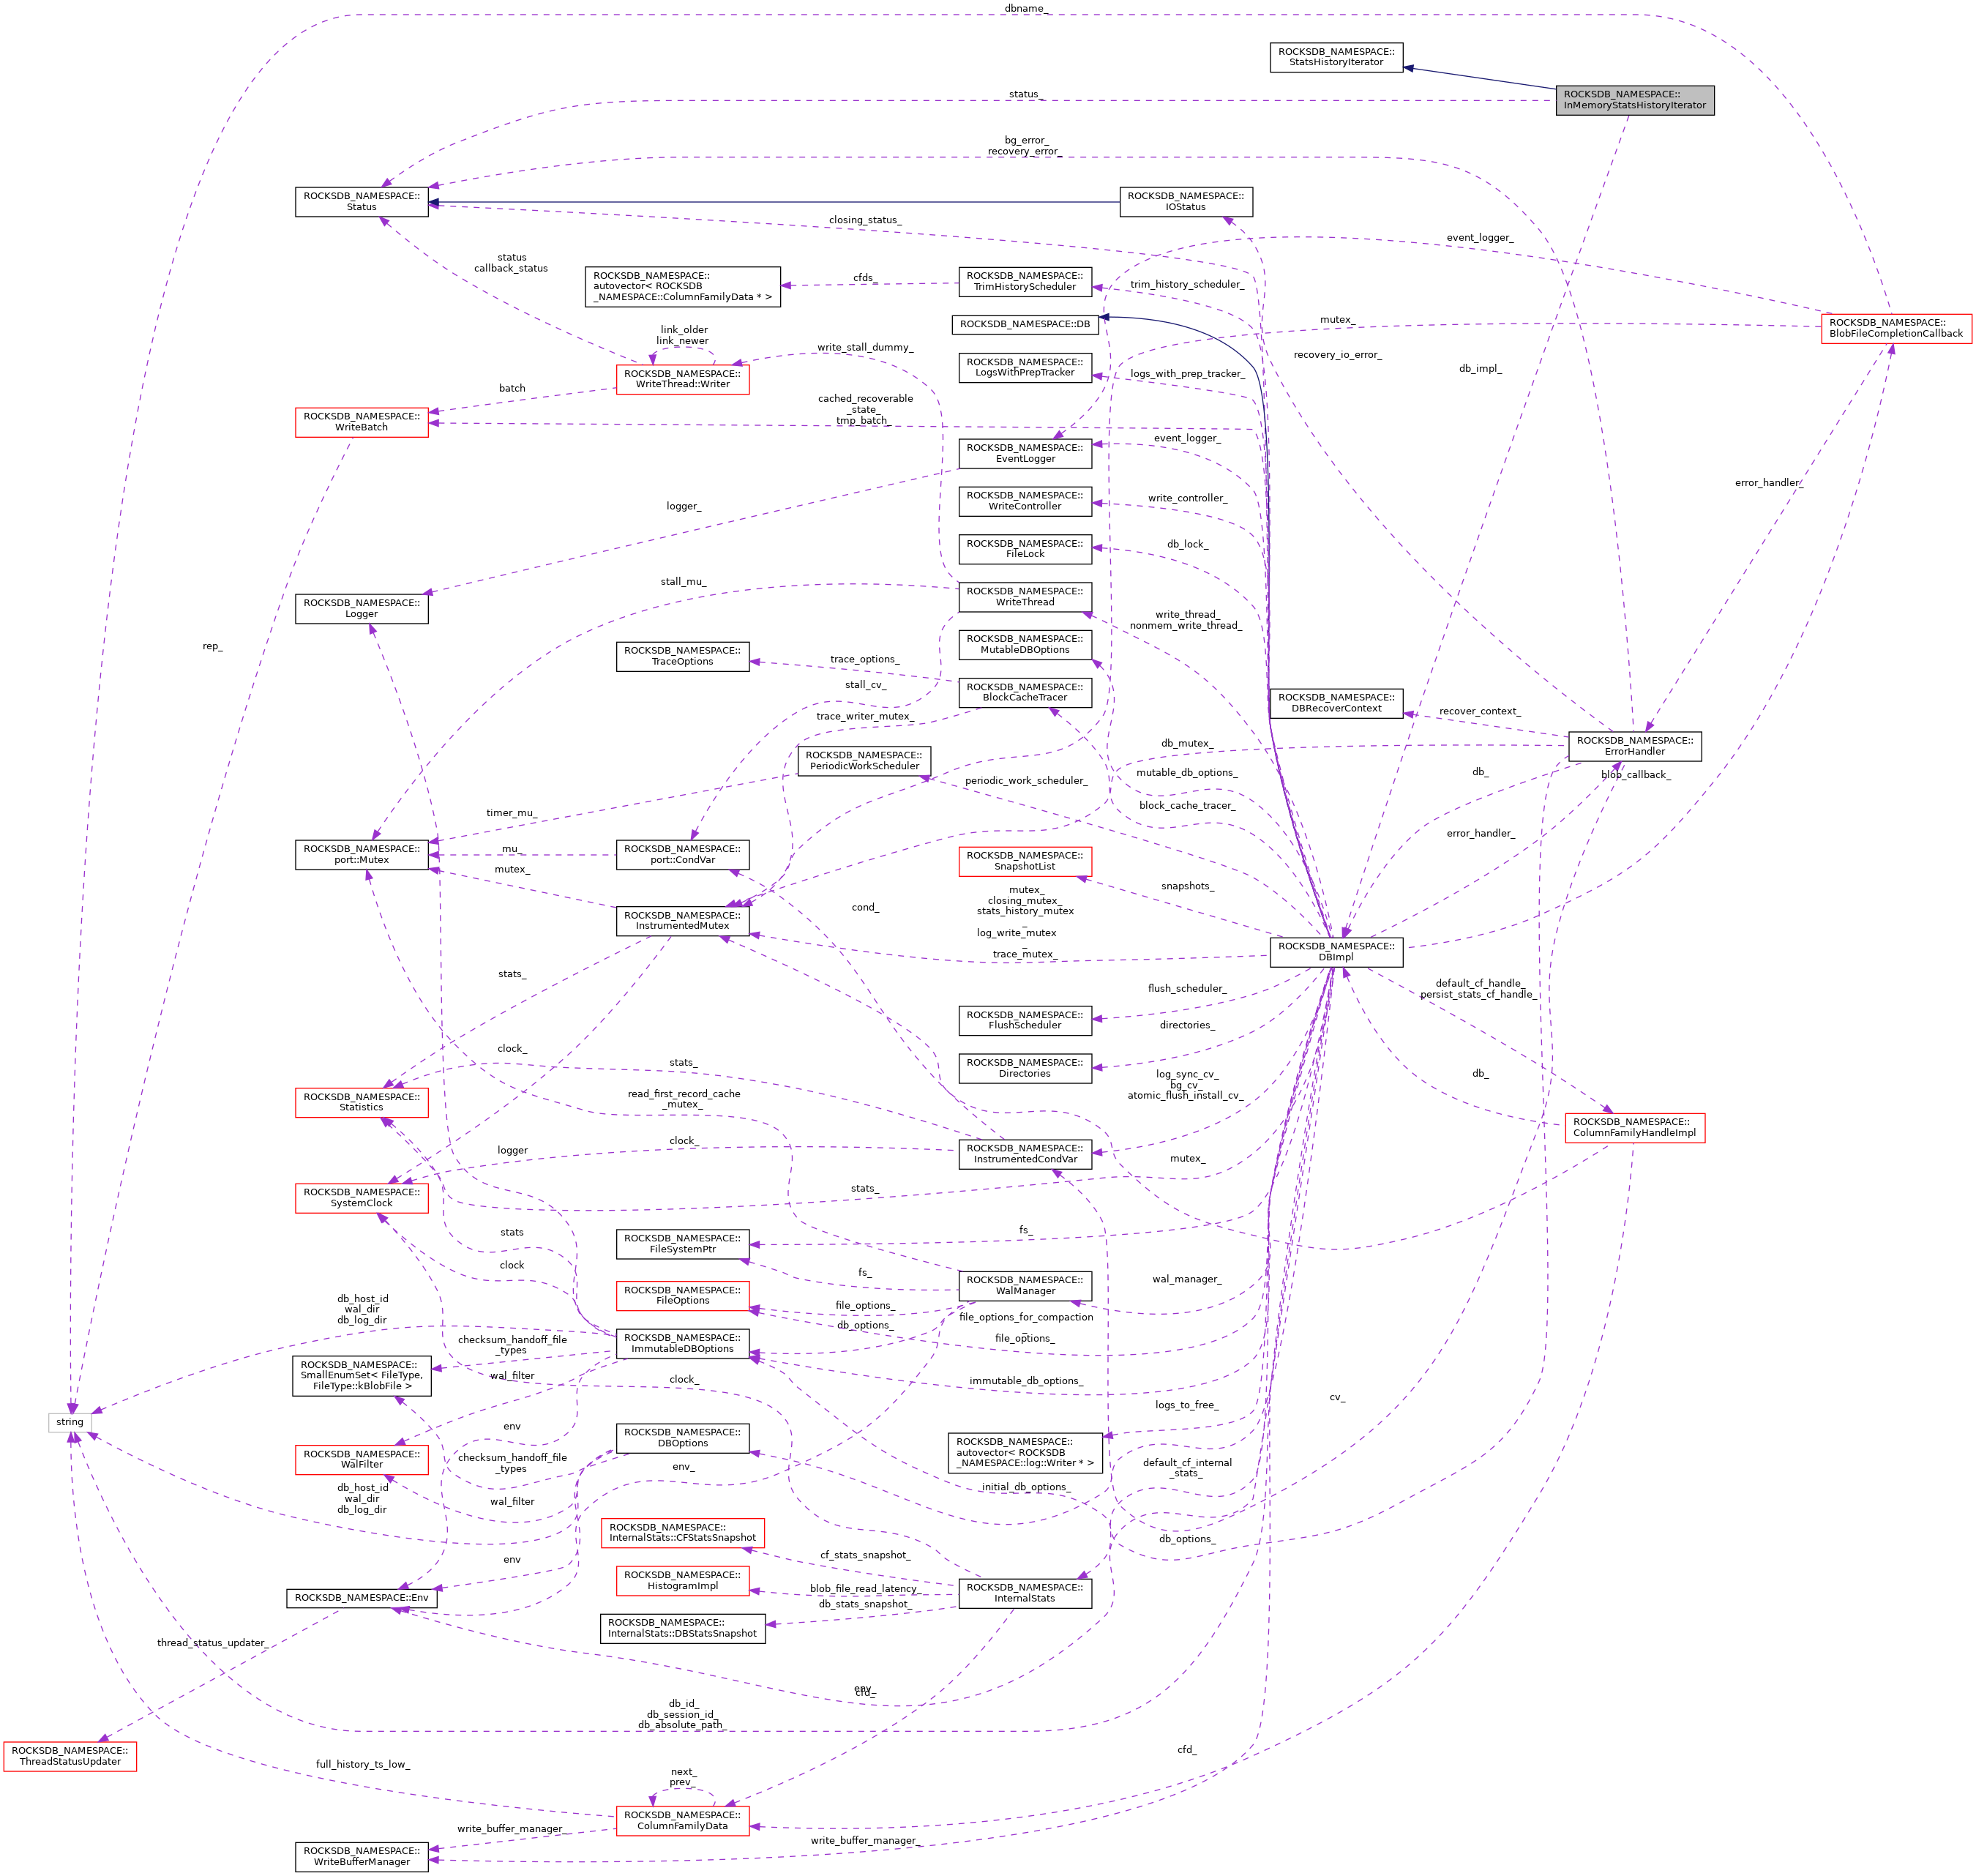 dbname_
ROCKSDB_NAMESPACE::
StatsHistoryIterator
ROCKSDB_NAMESPACE::
InMemoryStatsHistoryIterator
status_
bg_error_
recovery_error_
ROCKSDB_NAMESPACE::
Status
ROCKSDB_NAMESPACE::
IOStatus
closing_status_
event_logger_
status
callback_status
ROCKSDB_NAMESPACE::
autovector< ROCKSDB
_NAMESPACE::ColumnFamilyData * >
cfds_
ROCKSDB_NAMESPACE::
TrimHistoryScheduler
trim_history_scheduler_
ROCKSDB_NAMESPACE::DB
mutex_
ROCKSDB_NAMESPACE::
BlobFileCompletionCallback
link_older
link_newer
write_stall_dummy_
recovery_io_error_
db_impl_
ROCKSDB_NAMESPACE::
LogsWithPrepTracker
logs_with_prep_tracker_
ROCKSDB_NAMESPACE::
WriteThread::Writer
batch
cached_recoverable
_state_
tmp_batch_
ROCKSDB_NAMESPACE::
WriteBatch
ROCKSDB_NAMESPACE::
EventLogger
event_logger_
error_handler_
logger_
ROCKSDB_NAMESPACE::
WriteController
write_controller_
ROCKSDB_NAMESPACE::
FileLock
db_lock_
stall_mu_
ROCKSDB_NAMESPACE::
WriteThread
write_thread_
nonmem_write_thread_
ROCKSDB_NAMESPACE::
Logger
rep_
ROCKSDB_NAMESPACE::
TraceOptions
trace_options_
ROCKSDB_NAMESPACE::
MutableDBOptions
stall_cv_
ROCKSDB_NAMESPACE::
BlockCacheTracer
ROCKSDB_NAMESPACE::
DBRecoverContext
recover_context_
trace_writer_mutex_
ROCKSDB_NAMESPACE::
ErrorHandler
db_mutex_
ROCKSDB_NAMESPACE::
PeriodicWorkScheduler
periodic_work_scheduler_
mutable_db_options_
db_
blob_callback_
timer_mu_
block_cache_tracer_
ROCKSDB_NAMESPACE::
port::Mutex
mu_
ROCKSDB_NAMESPACE::
port::CondVar
error_handler_
mutex_
ROCKSDB_NAMESPACE::
SnapshotList
snapshots_
ROCKSDB_NAMESPACE::
InstrumentedMutex
cond_
mutex_
closing_mutex_
stats_history_mutex
_
log_write_mutex
_
trace_mutex_
ROCKSDB_NAMESPACE::
DBImpl
stats_
flush_scheduler_
default_cf_handle_
persist_stats_cf_handle_
ROCKSDB_NAMESPACE::
FlushScheduler
directories_
clock_
stats_
ROCKSDB_NAMESPACE::
Directories
log_sync_cv_
bg_cv_
atomic_flush_install_cv_
db_
ROCKSDB_NAMESPACE::
Statistics
read_first_record_cache
_mutex_
ROCKSDB_NAMESPACE::
ColumnFamilyHandleImpl
logger
clock_
ROCKSDB_NAMESPACE::
InstrumentedCondVar
mutex_
ROCKSDB_NAMESPACE::
SystemClock
stats_
stats
ROCKSDB_NAMESPACE::
FileSystemPtr
fs_
clock
fs_
ROCKSDB_NAMESPACE::
WalManager
wal_manager_
ROCKSDB_NAMESPACE::
FileOptions
file_options_
db_host_id
wal_dir
db_log_dir
db_options_
file_options_for_compaction
_
file_options_
checksum_handoff_file
_types
ROCKSDB_NAMESPACE::
ImmutableDBOptions
ROCKSDB_NAMESPACE::
SmallEnumSet< FileType,
FileType::kBlobFile >
wal_filter
clock_
immutable_db_options_
string
env
logs_to_free_
cv_
ROCKSDB_NAMESPACE::
DBOptions
ROCKSDB_NAMESPACE::
autovector< ROCKSDB
_NAMESPACE::log::Writer * >
ROCKSDB_NAMESPACE::
WalFilter
checksum_handoff_file
_types
env_
default_cf_internal
_stats_
db_host_id
wal_dir
db_log_dir
wal_filter
initial_db_options_
ROCKSDB_NAMESPACE::
InternalStats::CFStatsSnapshot
db_options_
env
cf_stats_snapshot_
ROCKSDB_NAMESPACE::Env
ROCKSDB_NAMESPACE::
HistogramImpl
blob_file_read_latency_
ROCKSDB_NAMESPACE::
InternalStats
db_stats_snapshot_
ROCKSDB_NAMESPACE::
InternalStats::DBStatsSnapshot
thread_status_updater_
env_
cfd_
db_id_
db_session_id_
db_absolute_path_
ROCKSDB_NAMESPACE::
ThreadStatusUpdater
full_history_ts_low_
next_
prev_
cfd_
ROCKSDB_NAMESPACE::
ColumnFamilyData
write_buffer_manager_
write_buffer_manager_
ROCKSDB_NAMESPACE::
WriteBufferManager